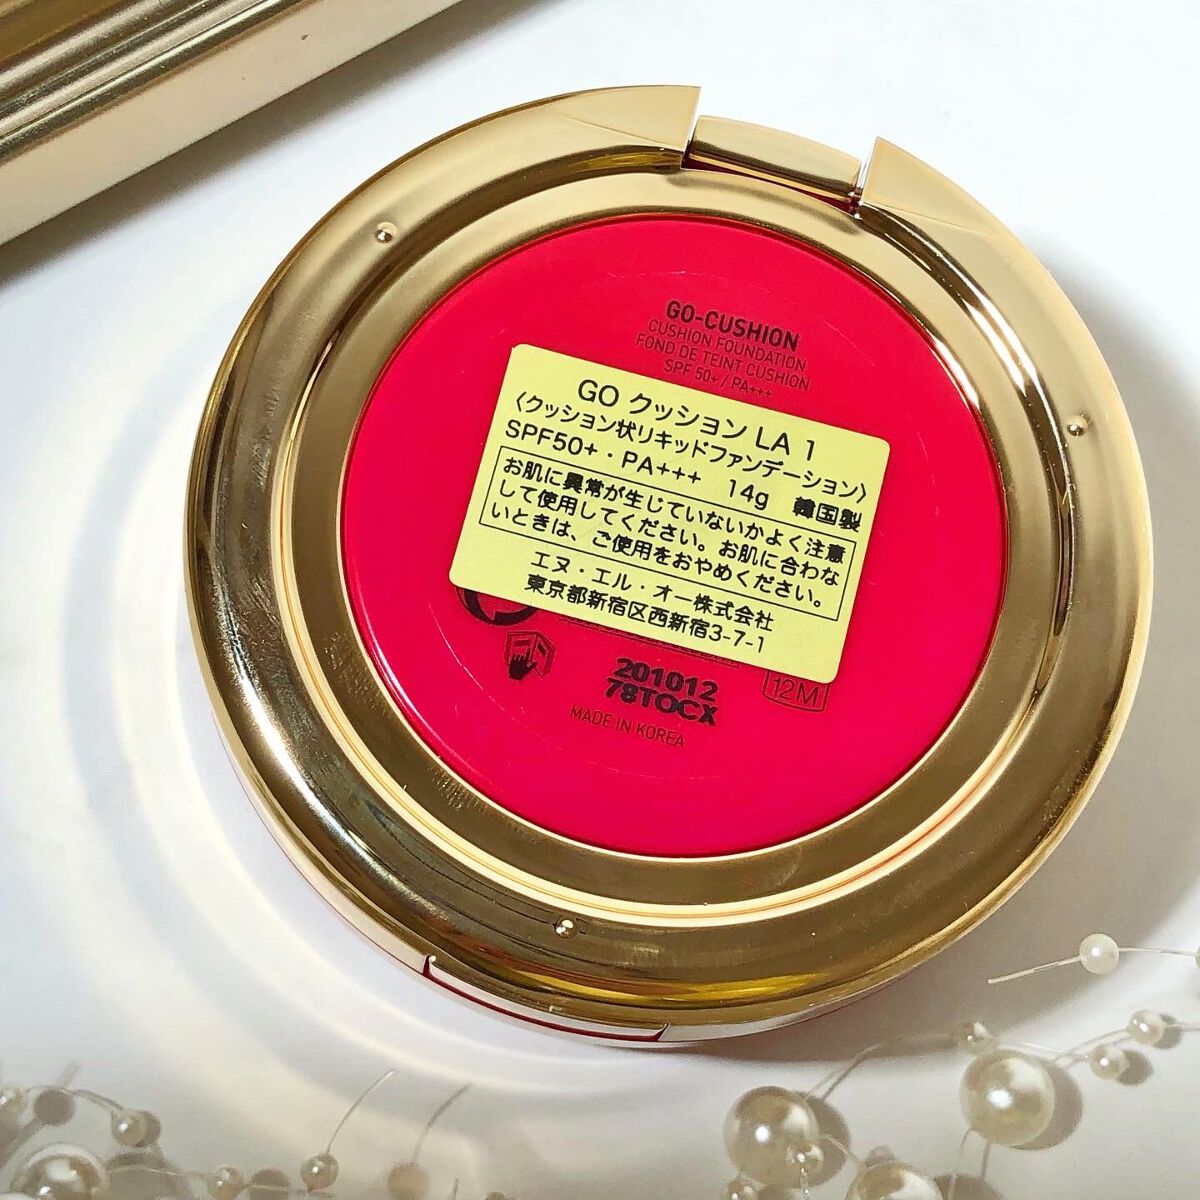 GO-CUSHION
CUSHION FOUNDATION
FOND DE TEINT CUSHION
SPF 50+ / PA+++
GO クッション LA 1
〈クッション状リキッドファンデーション〉
SPF50+・PA+++ 14g 韓国製
お肌に異常が生じていないかよく注意
して使用してください。お肌に合わな
いときは、ご使用をおやめください。
エヌ・エル・オー株式会社
東京都新宿区西新宿3-7-1
12M
201012
78TOCX
MADE IN KOREA